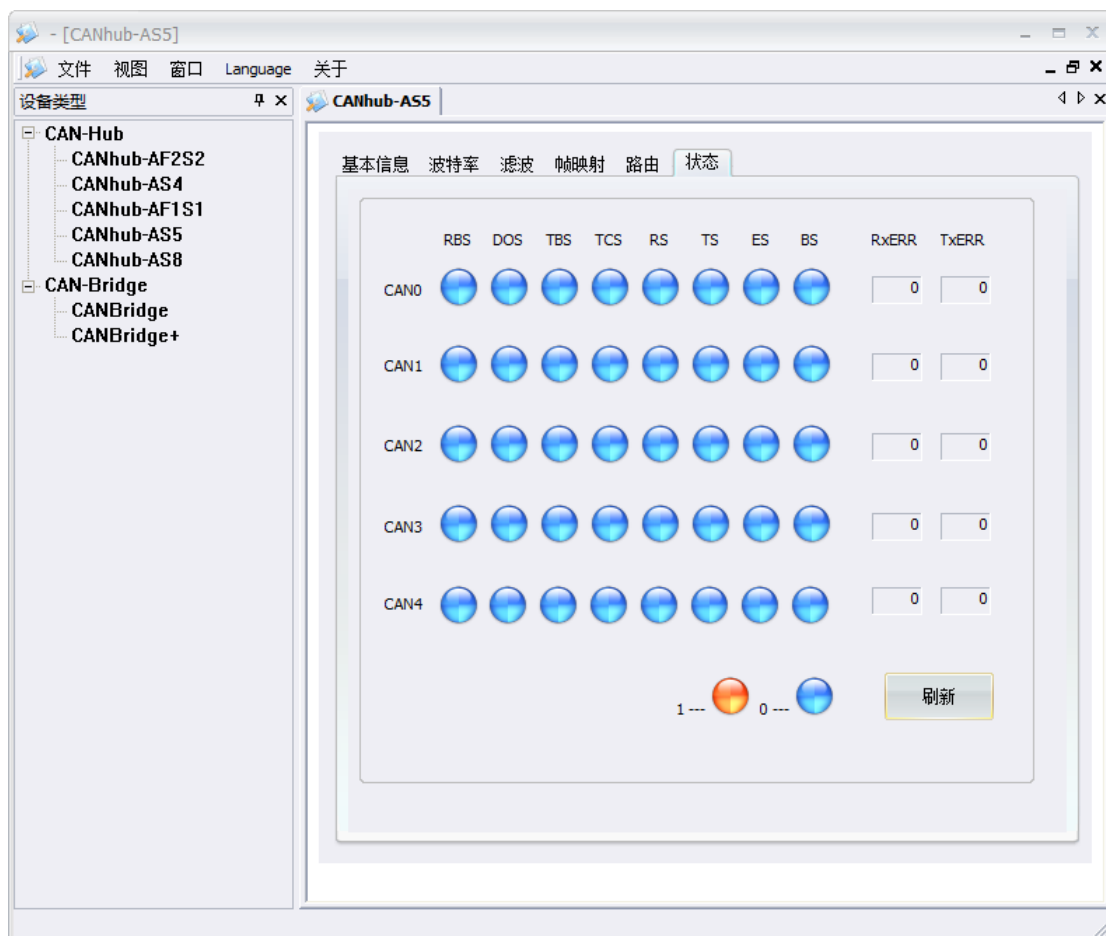 - [CANhub-AS5]
文件 视图 窗口 Language 关于
设备类型
CANhub-AS5
CAN-Hub
CANhub-AF2S2
CANhub-AS4
CANhub-AF1S1
CANhub-AS5
CANhub-AS8
CAN-Bridge
CANBridge
CANBridge+
基本信息 波特率 滤波 帧映射 路由 状态
RBS DOS TBS TCS RS TS ES BS RxERR TxERR
CAN0 0 0
CAN1 0 0
CAN2 0 0
CAN3 0 0
CAN4 0 0
1 --- 0 --- 刷新